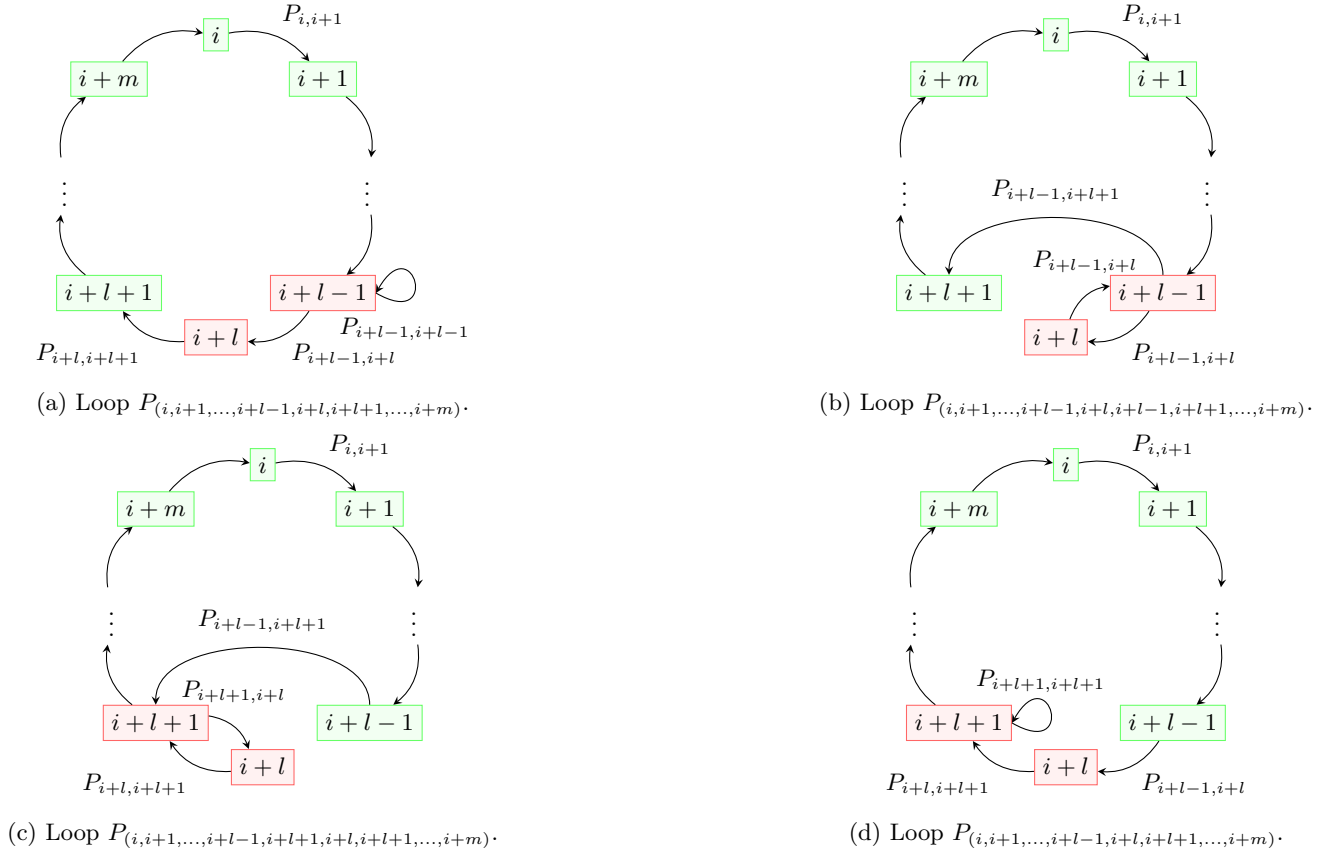 $P_{i,i+1}$ $P_{i,i+1}$
$i$ $i$
$i+m$ $i+1$ $i+m$ $i+1$
⋮ ⋮ ⋮ ⋮
$P_{i+l-1,i+l+1}$
$P_{i+l-1,i+l}$
$i+l+1$ $i+l-1$ $i+l+1$ $i+l-1$
$P_{i+l-1,i+l-1}$
$i+l$ $i+l$
$P_{i+l,i+l+1}$ $P_{i+l-1,i+l}$ $P_{i+l-1,i+l}$
(a) Loop $P_{(i,i+1,...,i+l-1,i+l,i+l+1,...,i+m)}$. (b) Loop $P_{(i,i+1,...,i+l-1,i+l,i+l-1,i+l+1,...,i+m)}$.
$P_{i,i+1}$ $P_{i,i+1}$
$i$ $i$
$i+m$ $i+1$ $i+m$ $i+1$
⋮ ⋮ ⋮ ⋮
$P_{i+l-1,i+l+1}$
$P_{i+l+1,i+l}$ $P_{i+l+1,i+l+1}$
$i+l+1$ $i+l-1$ $i+l+1$ $i+l-1$
$i+l$ $i+l$
$P_{i+l,i+l+1}$ $P_{i+l,i+l+1}$ $P_{i+l-1,i+l}$
(c) Loop $P_{(i,i+1,...,i+l-1,i+l+1,i+l,i+l+1,...,i+m)}$. (d) Loop $P_{(i,i+1,...,i+l-1,i+l,i+l+1,...,i+m)}$.